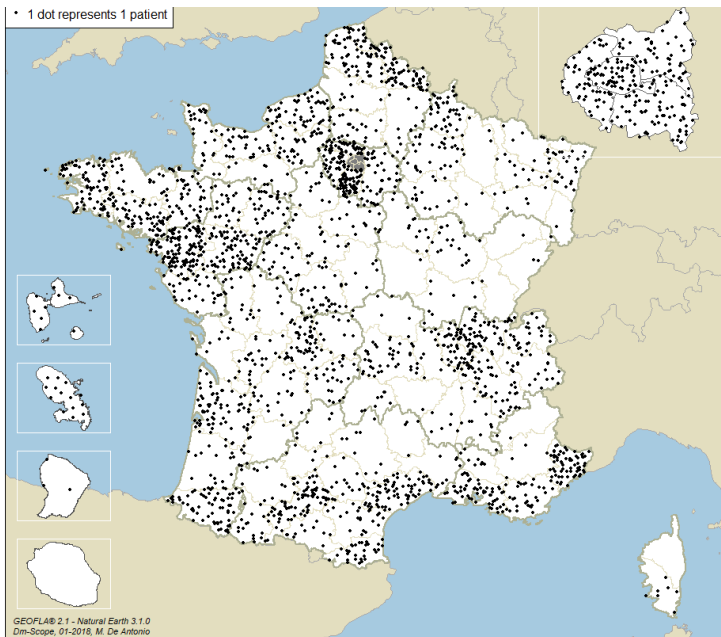 1 dot represents 1 patient
GEOFLA® 2.1 - Natural Earth 3.1.0
Dm-Scope, 01-2018, M. De Antonio